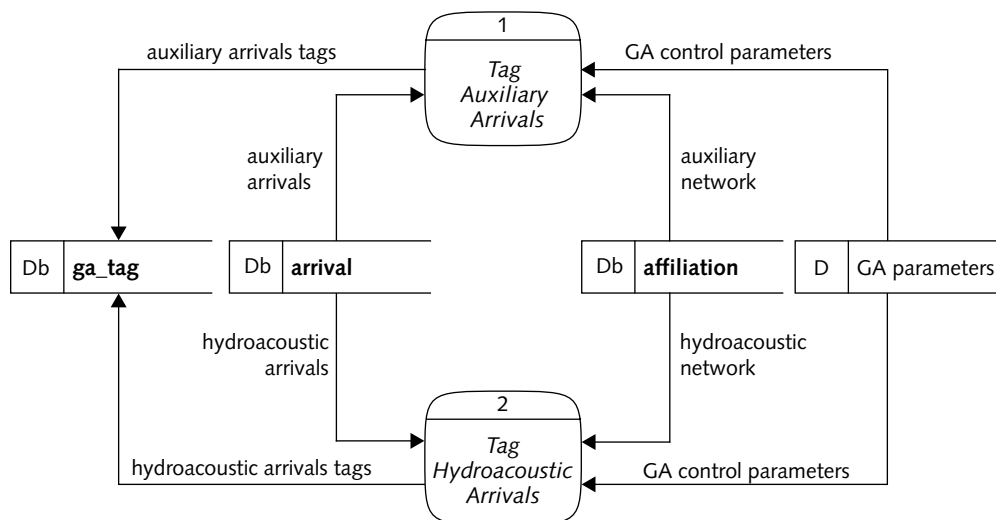 1
auxiliary arrivals tags
GA control parameters
Tag
Auxiliary
Arrivals
auxiliary
arrivals
auxiliary
network
Db ga_tag
Db arrival
Db affiliation
D GA parameters
hydroacoustic
arrivals
hydroacoustic
network
2
Tag
Hydroacoustic
Arrivals
hydroacoustic arrivals tags
GA control parameters